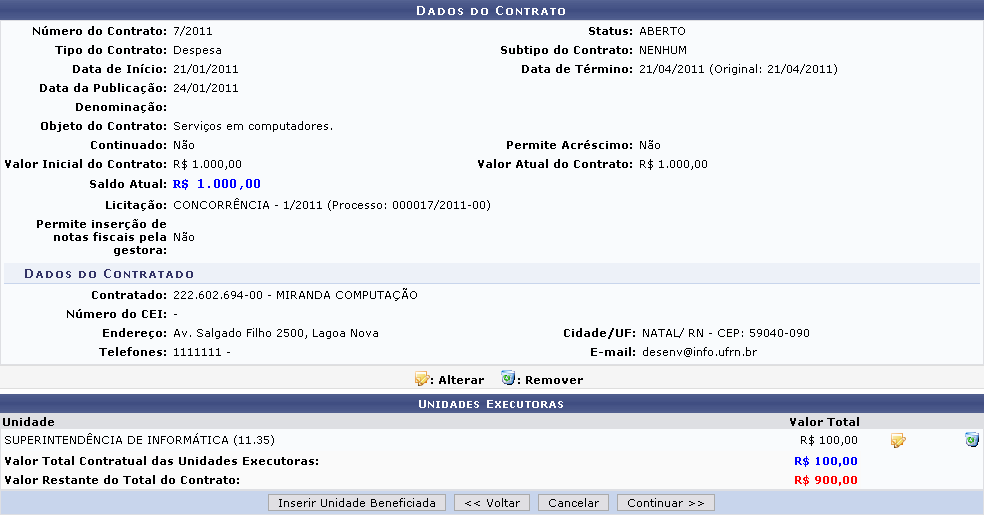 DADOS DO CONTRATO
Número do Contrato: 7/2011 Status: ABERTO
Tipo do Contrato: Despesa Subtipo do Contrato: NENHUM
Data de Início: 21/01/2011 Data de Término: 21/04/2011 (Original: 21/04/2011)
Data da Publicação: 24/01/2011
Denominação:
Objeto do Contrato: Serviços em computadores.
Continuado: Não Permite Acréscimo: Não
Valor Inicial do Contrato: R$ 1.000,00 Valor Atual do Contrato: R$ 1.000,00
Saldo Atual: R$ 1.000,00
Licitação: CONCORRÊNCIA - 1/2011 (Processo: 000017/2011-00)
Permite inserção de
notas fiscais pela Não
gestora:
DADOS DO CONTRATADO
Contratado: 222.602.694-00 - MIRANDA COMPUTAÇÃO
Número do CEI: -
Endereço: Av. Salgado Filho 2500, Lagoa Nova Cidade/UF: NATAL/ RN - CEP: 59040-090
Telefones: 1111111 - E-mail: desenv@info.ufrn.br
: Alterar : Remover
UNIDADES EXECUTORAS
Unidade Valor Total
SUPERINTENDÊNCIA DE INFORMÁTICA (11.35) R$ 100,00
Valor Total Contratual das Unidades Executoras: R$ 100,00
Valor Restante do Total do Contrato: R$ 900,00
Inserir Unidade Beneficiada << Voltar Cancelar Continuar >>